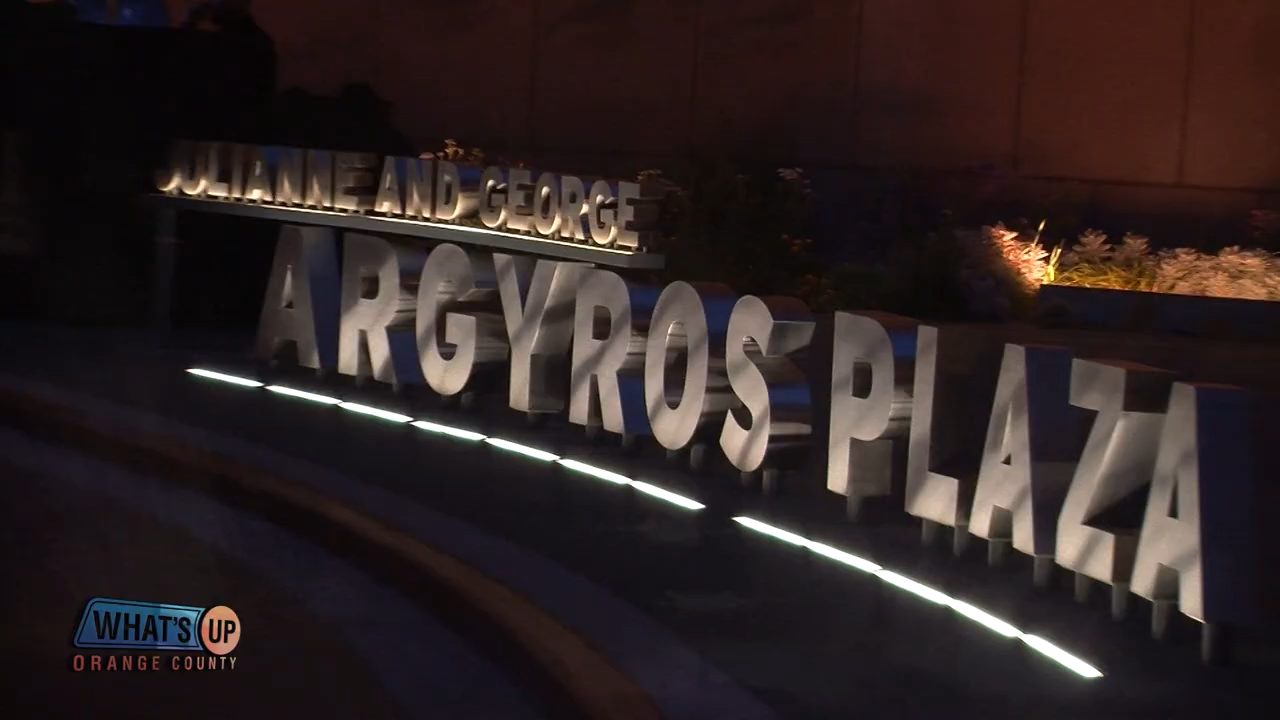 JULIANNE AND GEORGE
ARGYROS PLAZA
WHAT'S UP
ORANGE COUNTY